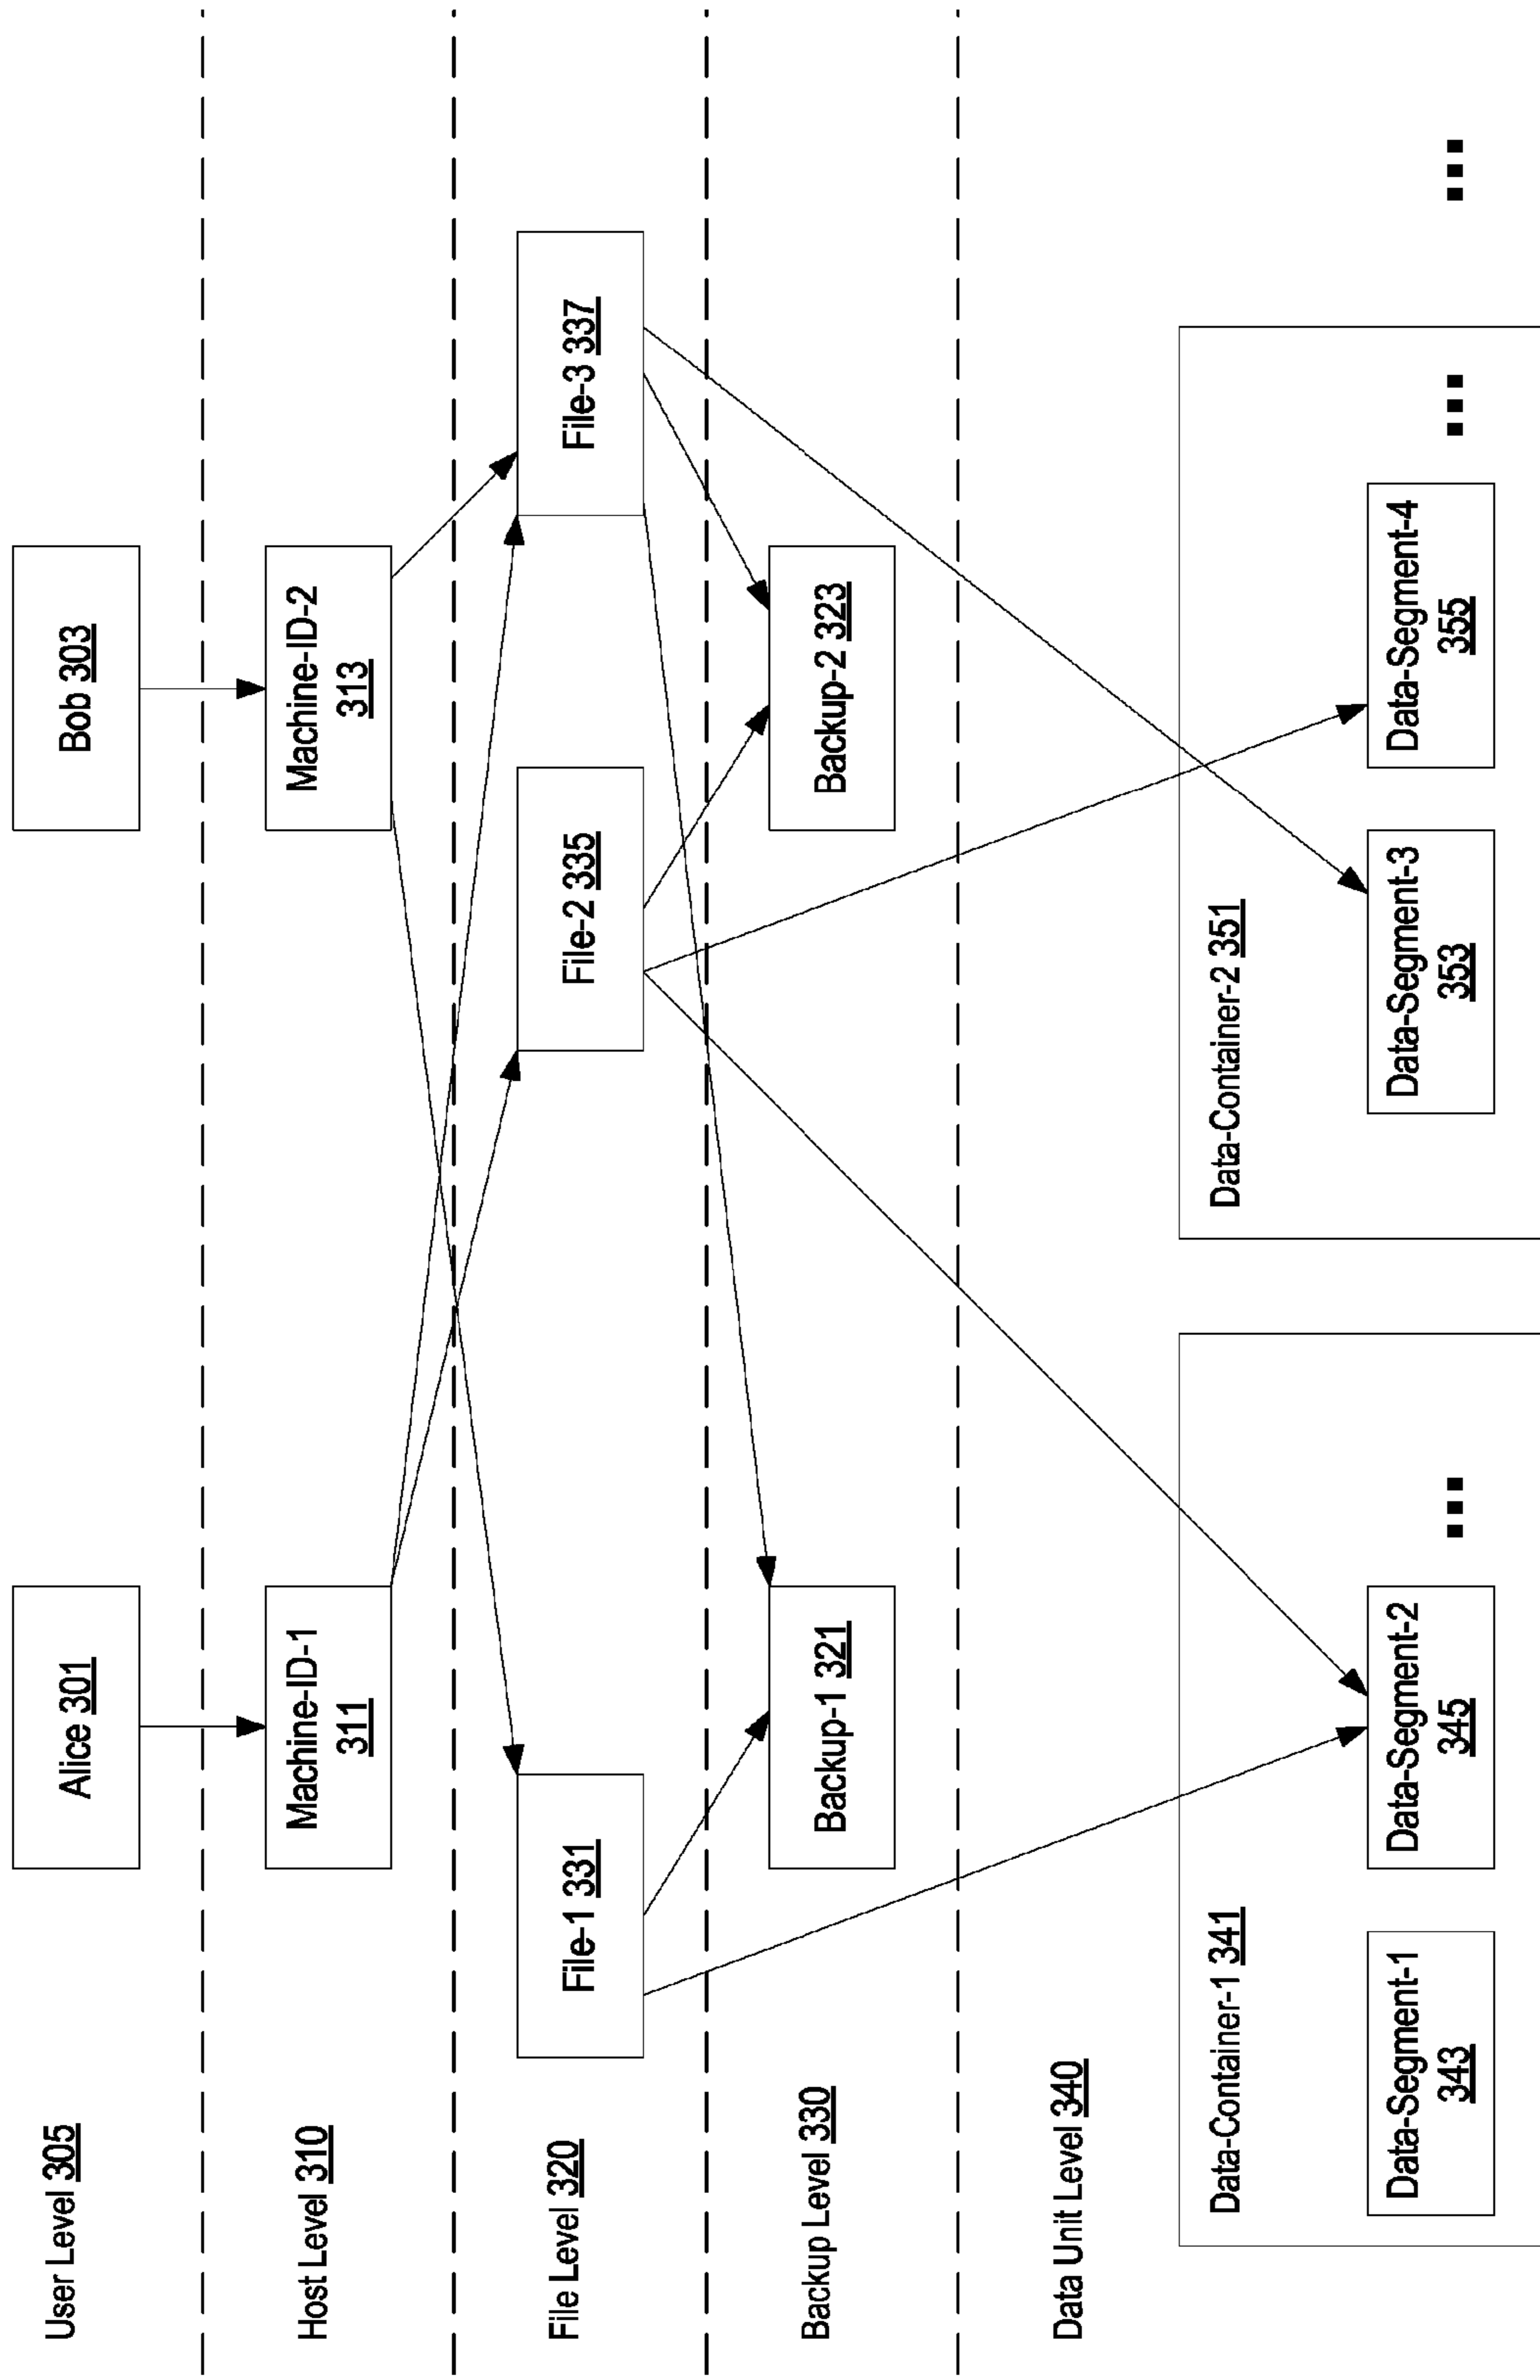 User Level 305
Alice 301
Bob 303
Host Level 310
Machine-ID-1
311
Machine-ID-2
313
File Level 320
File-1 331
File-2 335
File-3 337
Backup Level 330
Backup-1 321
Backup-2 323
Data Unit Level 340
Data-Container-1 341
Data-Segment-1
343
Data-Segment-2
345
...
Data-Container-2 351
Data-Segment-3
353
Data-Segment-4
355
...
...